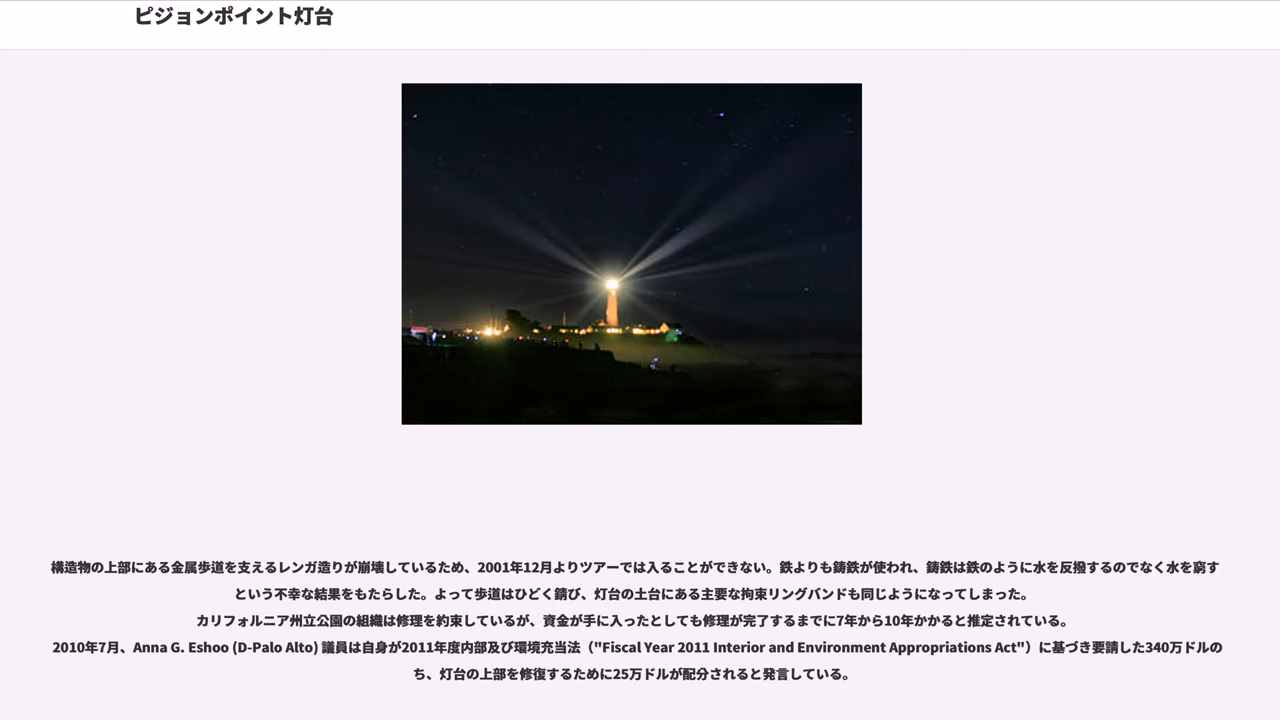 ピジョンポイント灯台
構造物の上部にある金属歩道を支えるレンガ造りが崩壊しているため、2001年12月よりツアーでは入ることができない。鉄よりも鋳鉄が使われ、鋳鉄は鉄のように水を反撥するのでなく水を窮す
という不幸な結果をもたらした。よって歩道はひどく錆び、灯台の土台にある主要な拘束リングバンドも同じようになってしまった。
カリフォルニア州立公園の組織は修理を約束しているが、資金が手に入ったとしても修理が完了するまでに7年から10年かかると推定されている。
2010年7月、Anna G. Eshoo (D-Palo Alto) 議員は自身が2011年度内部及び環境充当法（"Fiscal Year 2011 Interior and Environment Appropriations Act"）に基づき要請した340万ドルの
ち、灯台の上部を修復するために25万ドルが配分されると発言している。